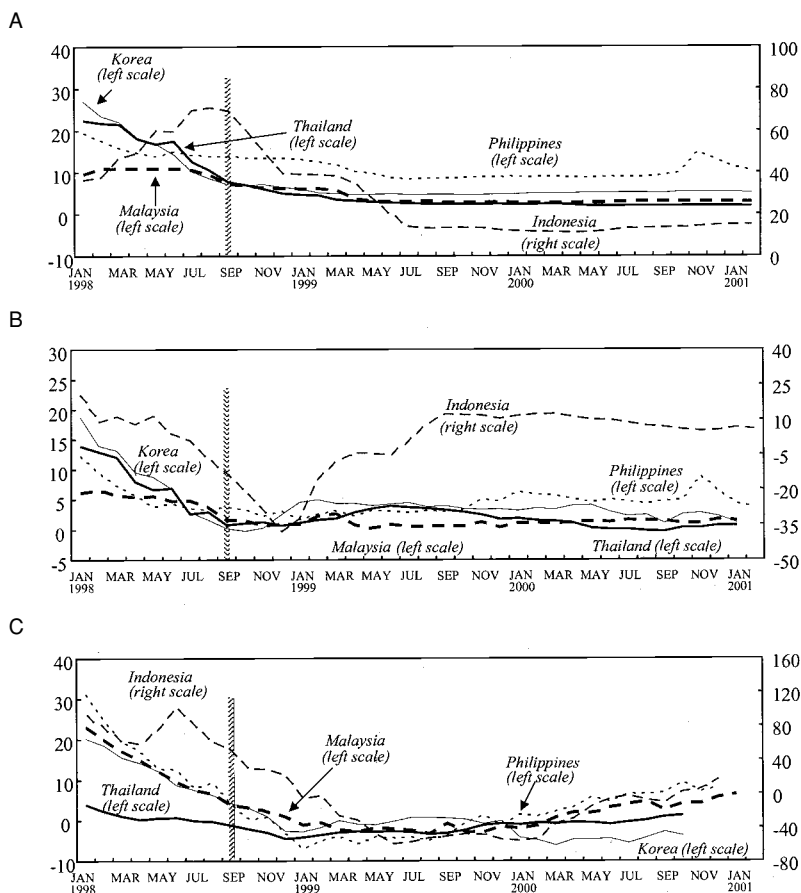 A
40
30
20
10
0
-10
100
80
60
40
20
0
Korea
(left scale)
Thailand
(left scale)
Malaysia
(left scale)
Philippines
(left scale)
Indonesia
(right scale)
JAN MAR MAY JUL SEP NOV JAN MAR MAY JUL SEP NOV JAN MAR MAY JUL SEP NOV JAN
1998 1999 2000 2001
B
30
25
20
15
10
5
0
-5
40
25
10
-5
-20
-35
-50
Korea
(left scale)
Indonesia
(right scale)
Philippines
(left scale)
Malaysia (left scale) Thailand (left scale)
JAN MAR MAY JUL SEP NOV JAN MAR MAY JUL SEP NOV JAN MAR MAY JUL SEP NOV JAN
1998 1999 2000 2001
C
40
30
20
10
0
-10
160
120
80
40
0
-40
-80
Indonesia
(right scale)
Malaysia
(left scale)
Thailand
(left scale)
Philippines
(left scale)
Korea (left scale)
JAN MAR MAY JUL SEP NOV JAN MAR MAY JUL SEP NOV JAN MAR MAY JUL SEP NOV JAN
1998 1999 2000 2001